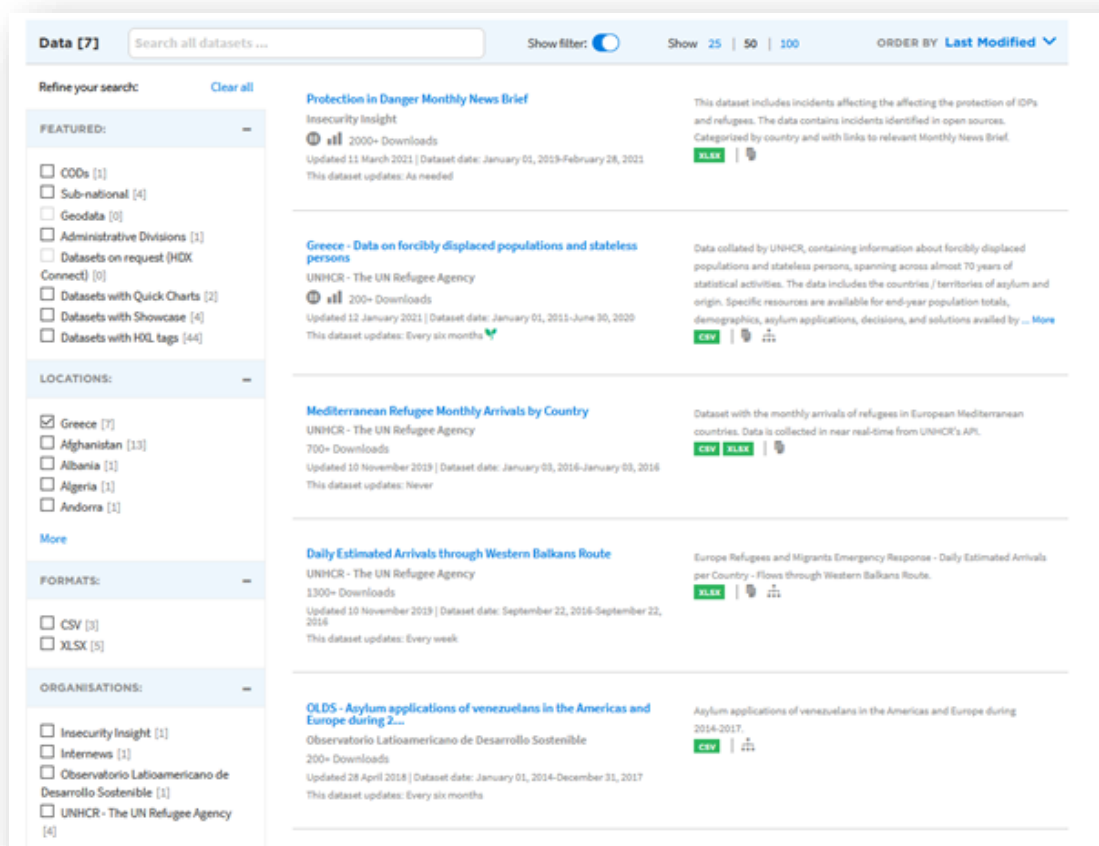 Data [7]
Search all datasets ...
Show filter:
Show 25 | 50 | 100
ORDER BY Last Modified
Refine your search:
Clear all
FEATURED:
CODs [1]
Sub-national [4]
Geodata [0]
Administrative Divisions [1]
Datasets on request (HDX
Connect) [0]
Datasets with Quick Charts [2]
Datasets with Showcase [4]
Datasets with HXL tags [44]
LOCATIONS:
Greece [7]
Afghanistan [13]
Albania [1]
Algeria [1]
Andorra [1]
More
FORMATS:
CSV [3]
XLSX [5]
ORGANISATIONS:
Insecurity Insight [1]
Internews [1]
Observatorio Latioamericano de
Desarrollo Sostenible [1]
UNHCR - The UN Refugee Agency
[4]
Protection in Danger Monthly News Brief
Insecurity Insight
2000+ Downloads
Updated 11 March 2021 | Dataset date: January 01, 2019-February 28, 2021
This dataset updates: As needed
This dataset includes incidents affecting the affecting the protection of IDPs
and refugees. The data contains incidents identified in open sources.
Categorized by country and with links to relevant Monthly News Brief.
XLSX
Greece - Data on forcibly displaced populations and stateless
persons
UNHCR - The UN Refugee Agency
200+ Downloads
Updated 12 January 2021 | Dataset date: January 01, 2011-June 30, 2020
This dataset updates: Every six months
Data collated by UNHCR, containing information about forcibly displaced
populations and stateless persons, spanning across almost 70 years of
statistical activities. The data includes the countries / territories of asylum and
origin. Specific resources are available for end-year population totals,
demographics, asylum applications, decisions, and solutions availed by ... More
CSV
Mediterranean Refugee Monthly Arrivals by Country
UNHCR - The UN Refugee Agency
700+ Downloads
Updated 10 November 2019 | Dataset date: January 03, 2016-January 03, 2016
This dataset updates: Never
Dataset with the monthly arrivals of refugees in European Mediterranean
countries. Data is collected in near real-time from UNHCR's API.
CSV XLSX
Daily Estimated Arrivals through Western Balkans Route
UNHCR - The UN Refugee Agency
1300+ Downloads
Updated 10 November 2019 | Dataset date: September 22, 2016-September 22,
2016
This dataset updates: Every week
Europe Refugees and Migrants Emergency Response - Daily Estimated Arrivals
per Country - Flows through Western Balkans Route.
XLSX
OLDS - Asylum applications of venezuelans in the Americas and
Europe during 2...
Observatorio Latioamericano de Desarrollo Sostenible
200+ Downloads
Updated 28 April 2018 | Dataset date: January 01, 2014-December 31, 2017
This dataset updates: Every six months
Asylum applications of venezuelans in the Americas and Europe during
2014-2017.
CSV